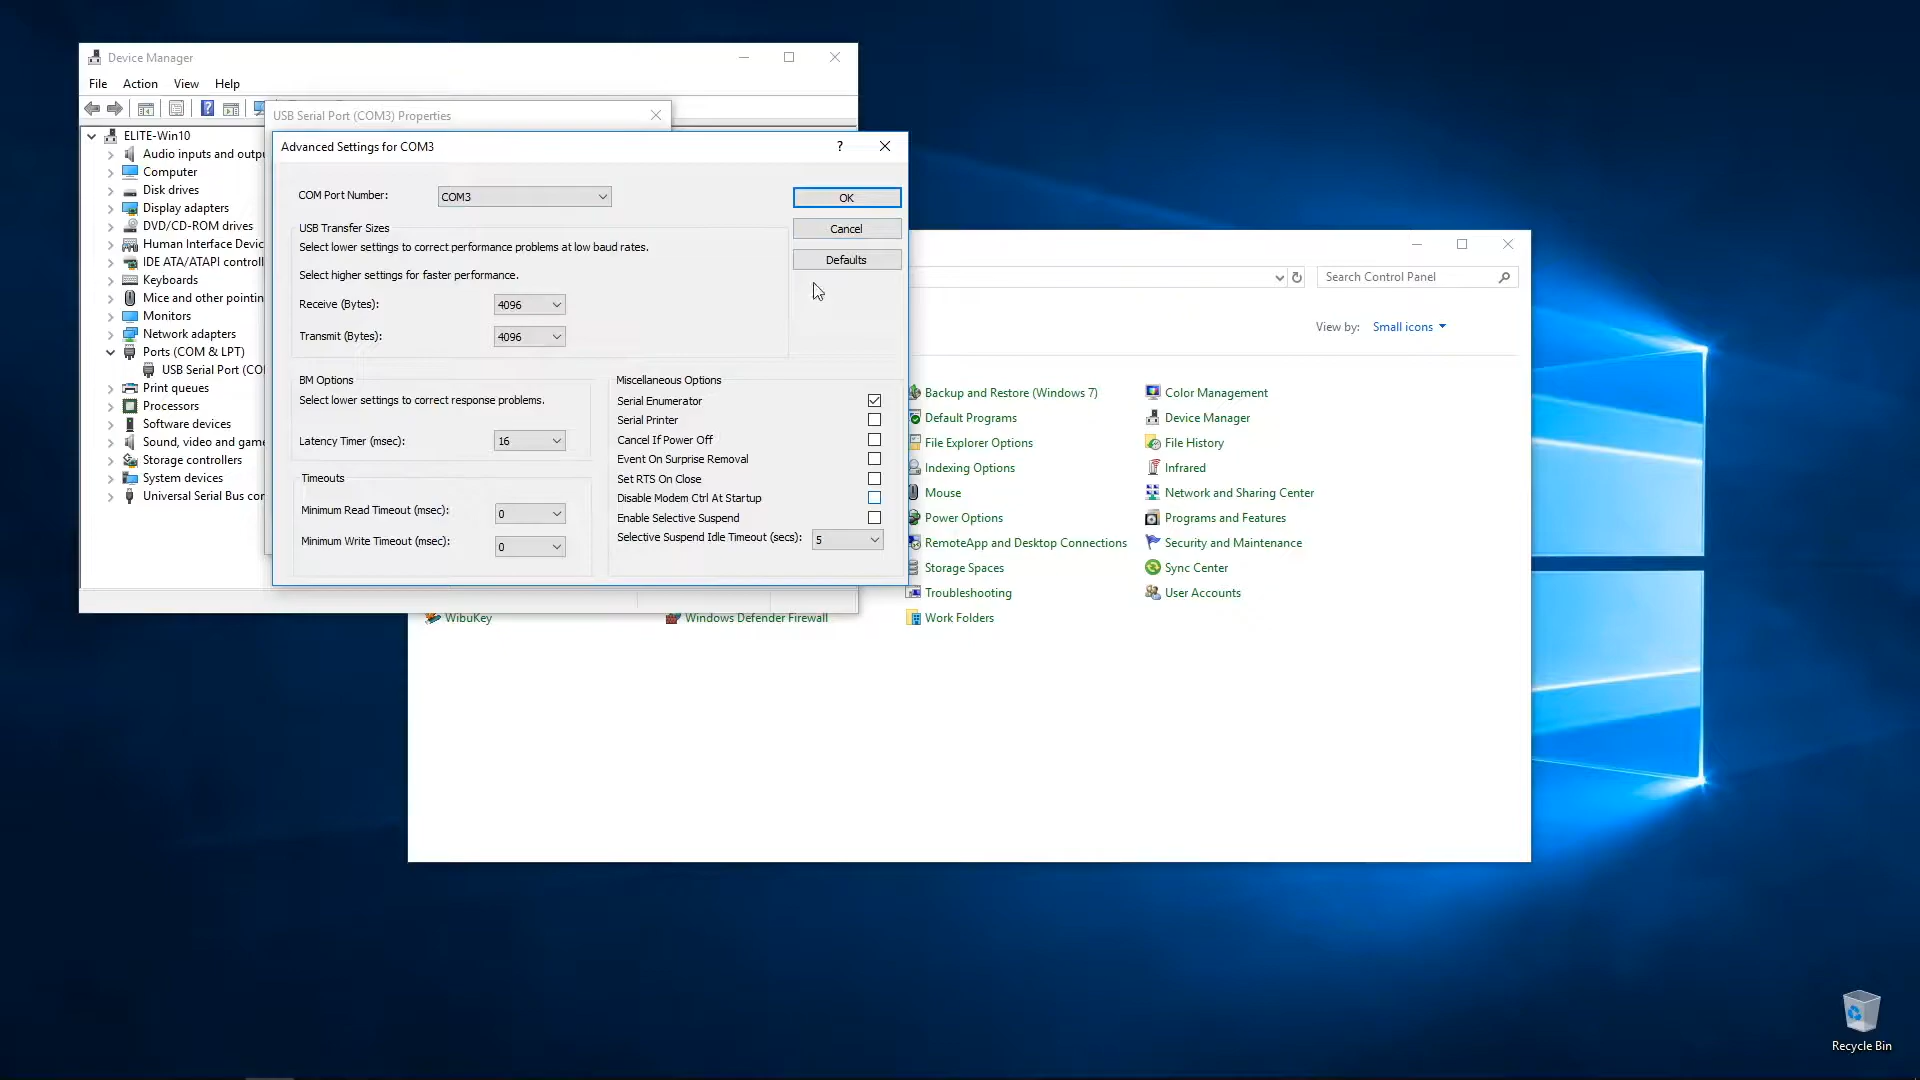 Device Manager
File Action View Help
USB Serial Port (COM3) Properties
ELITE-Win10
Audio inputs and outpu
Computer
Disk drives
Display adapters
DVD/CD-ROM drives
Human Interface Devic
IDE ATA/ATAPI controll
Keyboards
Mice and other pointin
Monitors
Network adapters
Ports (COM & LPT)
USB Serial Port (CO
Print queues
Processors
Software devices
Sound, video and game
Storage controllers
System devices
Universal Serial Bus cor
Advanced Settings for COM3
?
COM Port Number: COM3
OK
Cancel
Defaults
USB Transfer Sizes
Select lower settings to correct performance problems at low baud rates.
Select higher settings for faster performance.
Receive (Bytes): 4096
Transmit (Bytes): 4096
BM Options
Select lower settings to correct response problems.
Latency Timer (msec): 16
Timeouts
Minimum Read Timeout (msec): 0
Minimum Write Timeout (msec): 0
Miscellaneous Options
Serial Enumerator
Serial Printer
Cancel If Power Off
Event On Surprise Removal
Set RTS On Close
Disable Modem Ctrl At Startup
Enable Selective Suspend
Selective Suspend Idle Timeout (secs): 5
Search Control Panel
View by: Small icons
Backup and Restore (Windows 7)
Color Management
Default Programs
Device Manager
File Explorer Options
File History
Indexing Options
Infrared
Mouse
Network and Sharing Center
Power Options
Programs and Features
RemoteApp and Desktop Connections
Security and Maintenance
Storage Spaces
Sync Center
Troubleshooting
User Accounts
WibuKey
Windows Defender Firewall
Work Folders
Recycle Bin